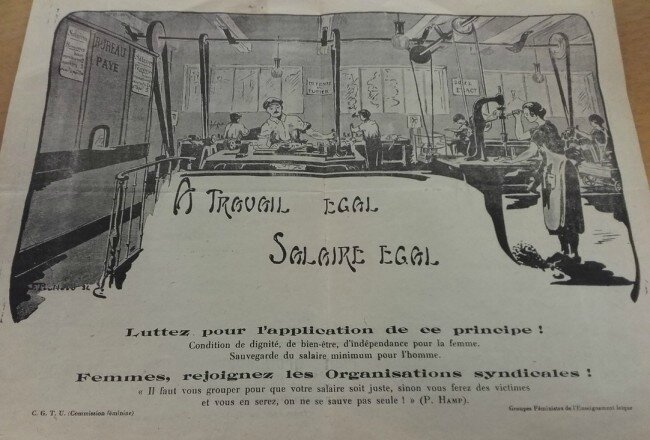 BUREAU
PAYE
DEFENSE
DE
FUMER
À TRAVAIL EGAL
SALAIRE EGAL
Luttez pour l'application de ce principe !
Condition de dignité, de bien-être, d'indépendance pour la femme.
Sauvegarde du salaire minimum pour l'homme.
Femmes, rejoignez les Organisations syndicales !
« Il faut vous grouper pour que votre salaire soit juste, sinon vous ferez des victimes
et vous en serez, on ne se sauve pas seule ! » (P. HAMP).
C. G. T. U. (Commission féminine)
Groupes Féministes de l'Enseignement laïque